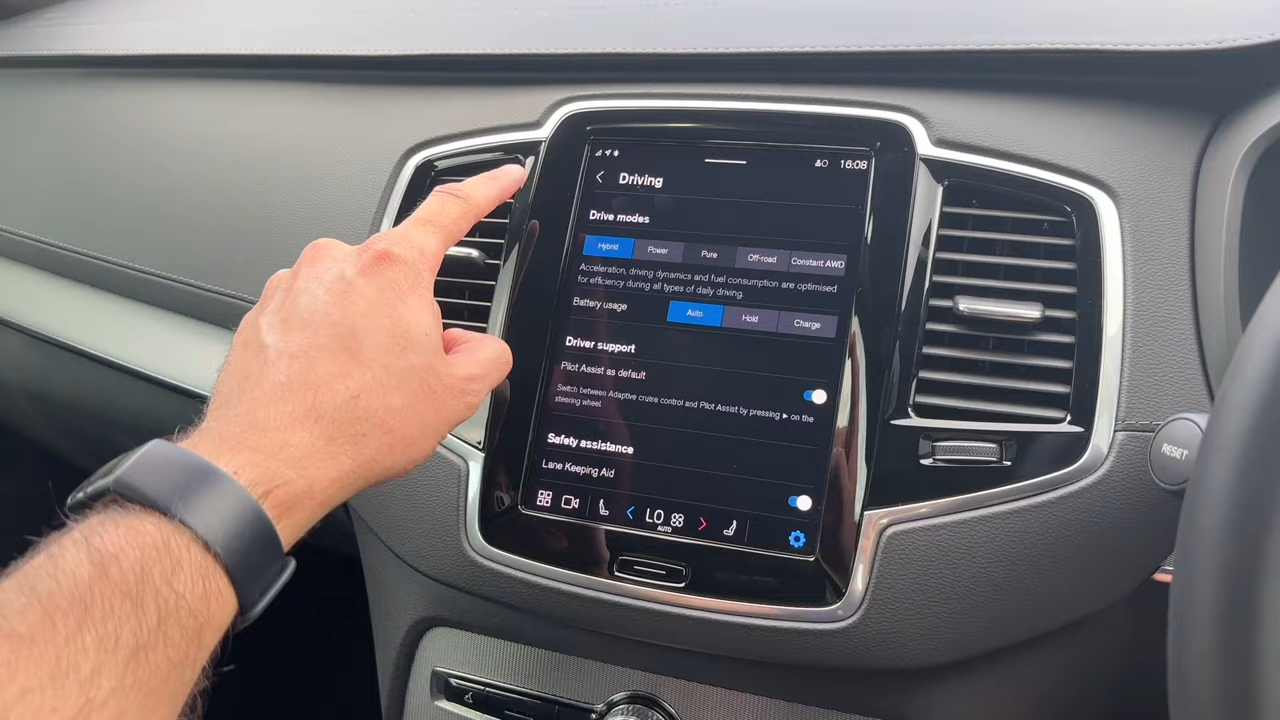 16:08
Driving
Drive modes
Hybrid Power Pure Off-road Constant AWD
Acceleration, driving dynamics and fuel consumption are optimised
for efficiency during all types of daily driving.
Battery usage Auto Hold Charge
Driver support
Pilot Assist as default
Switch between Adaptive cruise control and Pilot Assist by pressing ▶ on the
steering wheel.
Safety assistance
Lane Keeping Aid
LO
AUTO
RESET